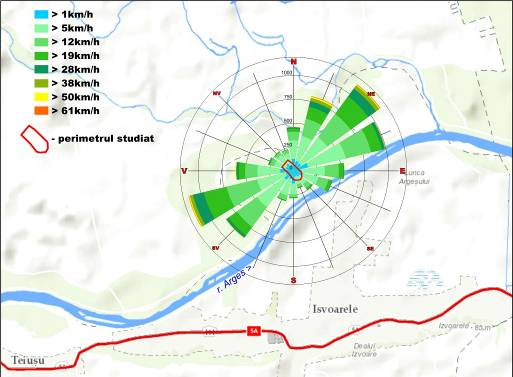 > 1km/h
> 5km/h
> 12km/h
> 19km/h
> 28km/h
> 38km/h
> 50km/h
> 61km/h
- perimetrul studiat
N
1000
750
500
250
NV
NE
V
E
Lunca
Argeșului
SV
SE
S
r. Argeș >
Isvoarele
5A
Izvoarele - 85m
Dealul
Izvoare
Teiușu